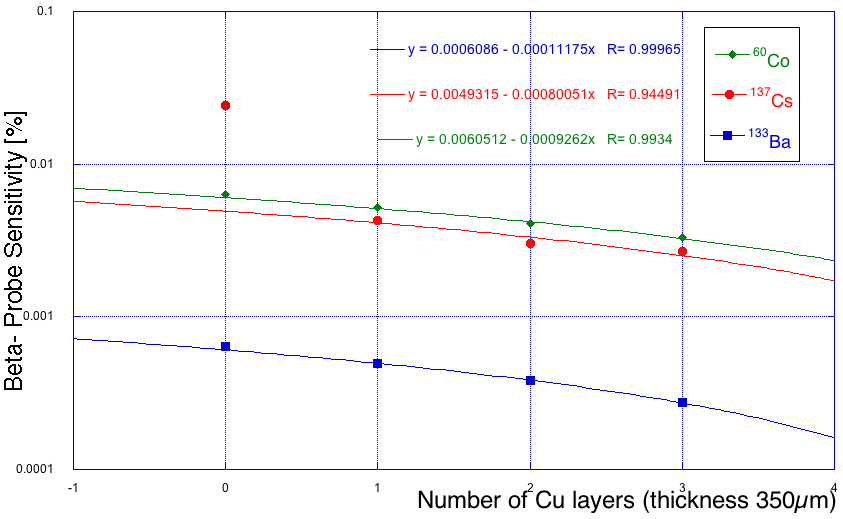 0.1
y = 0.0006086 - 0.00011175x R= 0.99965
60Co
y = 0.0049315 - 0.00080051x R= 0.94491
137Cs
y = 0.0060512 - 0.0009262x R= 0.9934
133Ba
0.01
Beta- Probe Sensitivity [%]
0.001
0.0001
-1 0 1 2 3 4
Number of Cu layers (thickness 350µm)